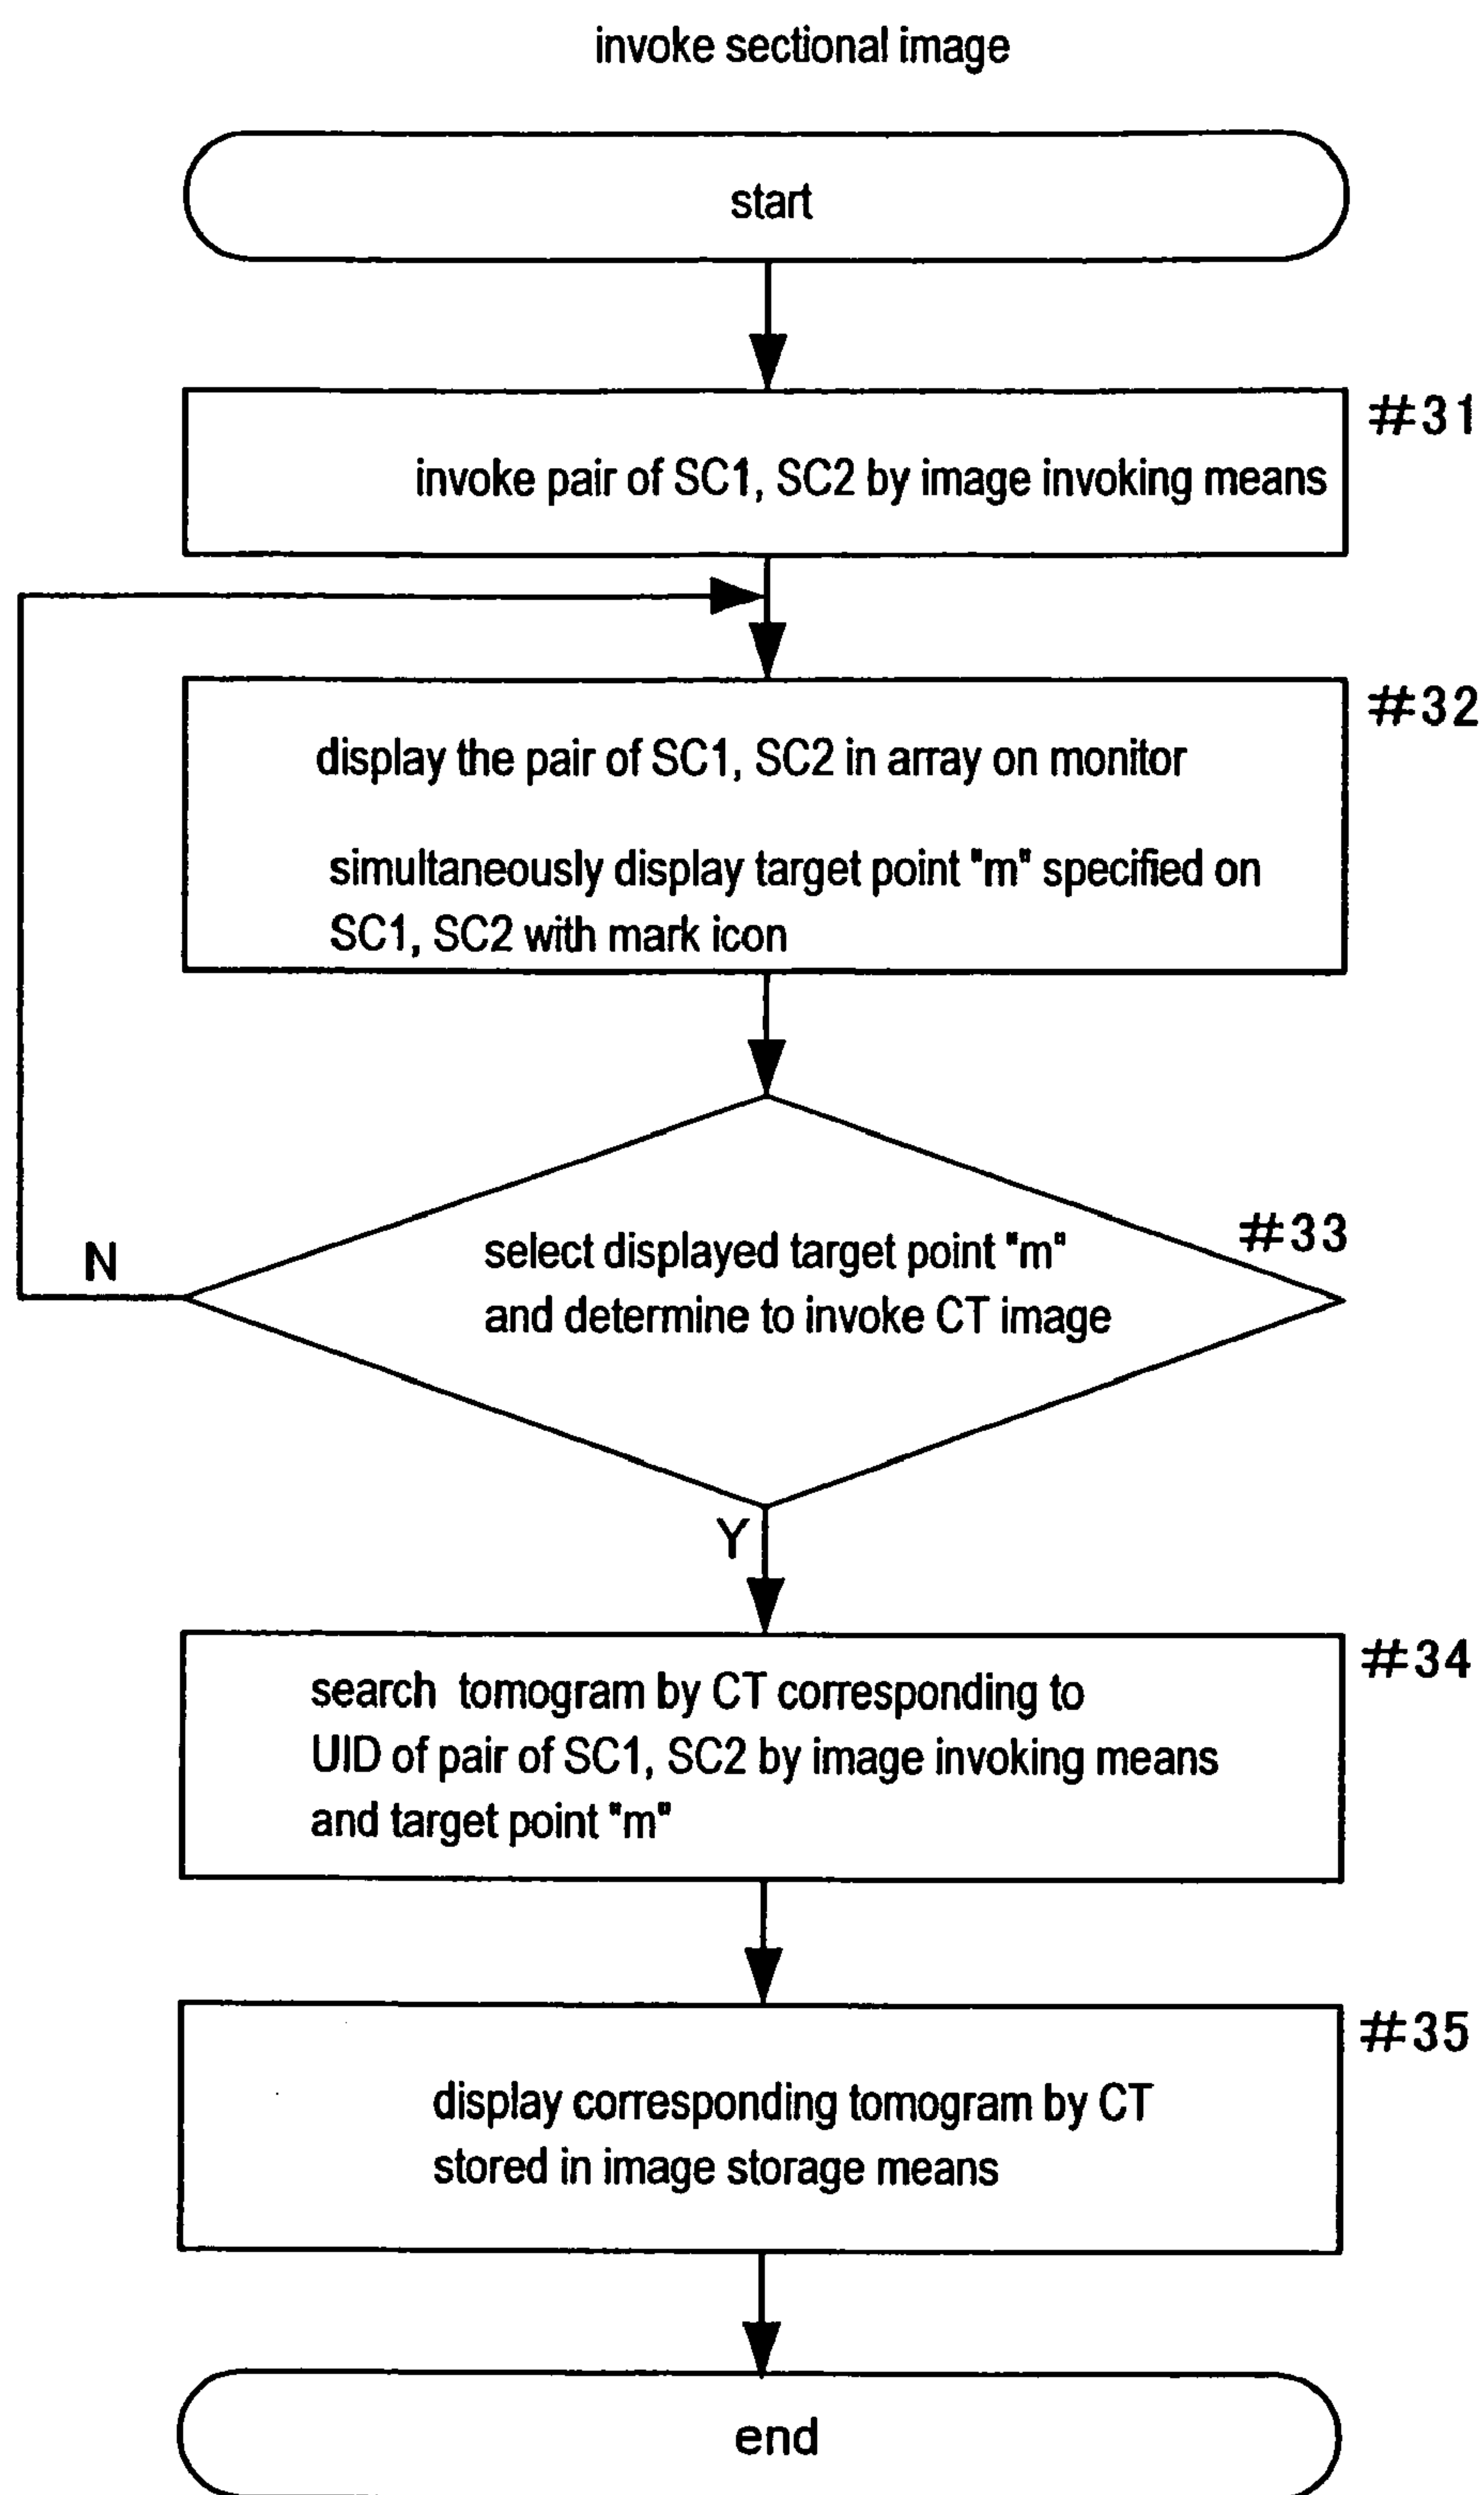 invoke sectional image
start
#31
invoke pair of SC1, SC2 by image invoking means
#32
display the pair of SC1, SC2 in array on monitor
simultaneously display target point "m" specified on
SC1, SC2 with mark icon
#33
select displayed target point "m"
and determine to invoke CT image
N
Y
#34
search tomogram by CT corresponding to
UID of pair of SC1, SC2 by image invoking means
and target point "m"
#35
display corresponding tomogram by CT
stored in image storage means
end